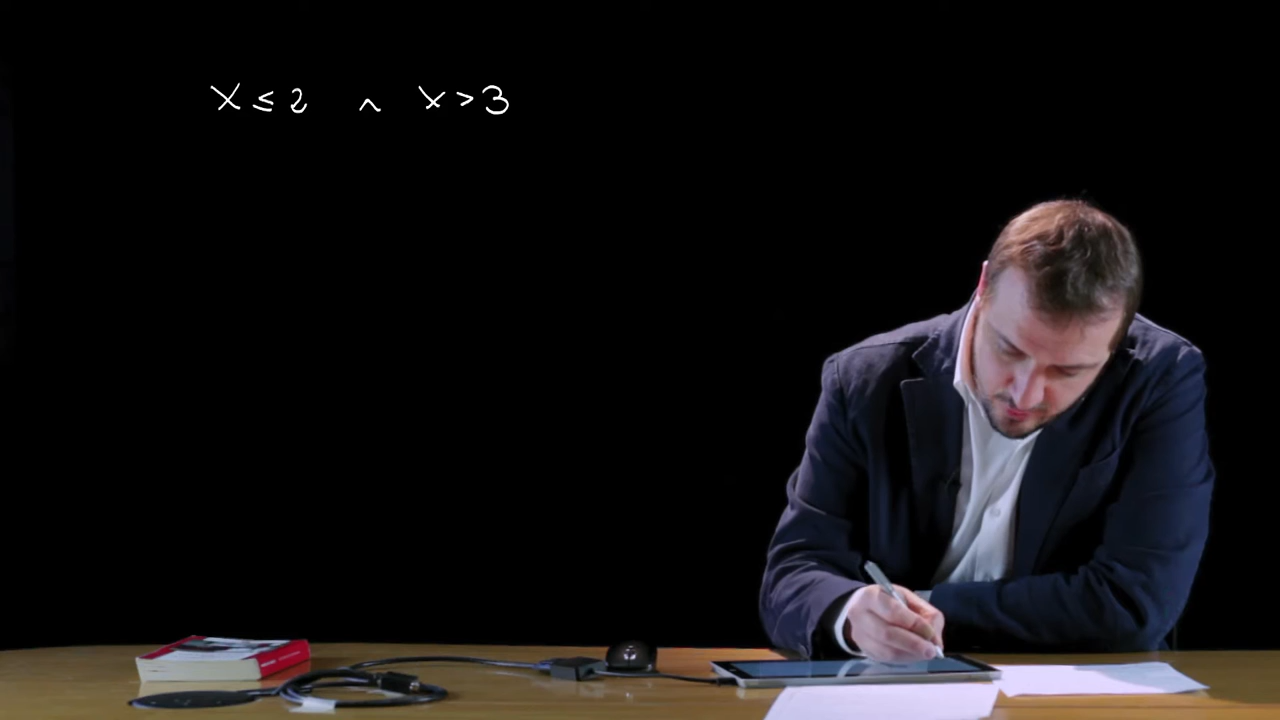 x ≤ 2 ∧ x > 3